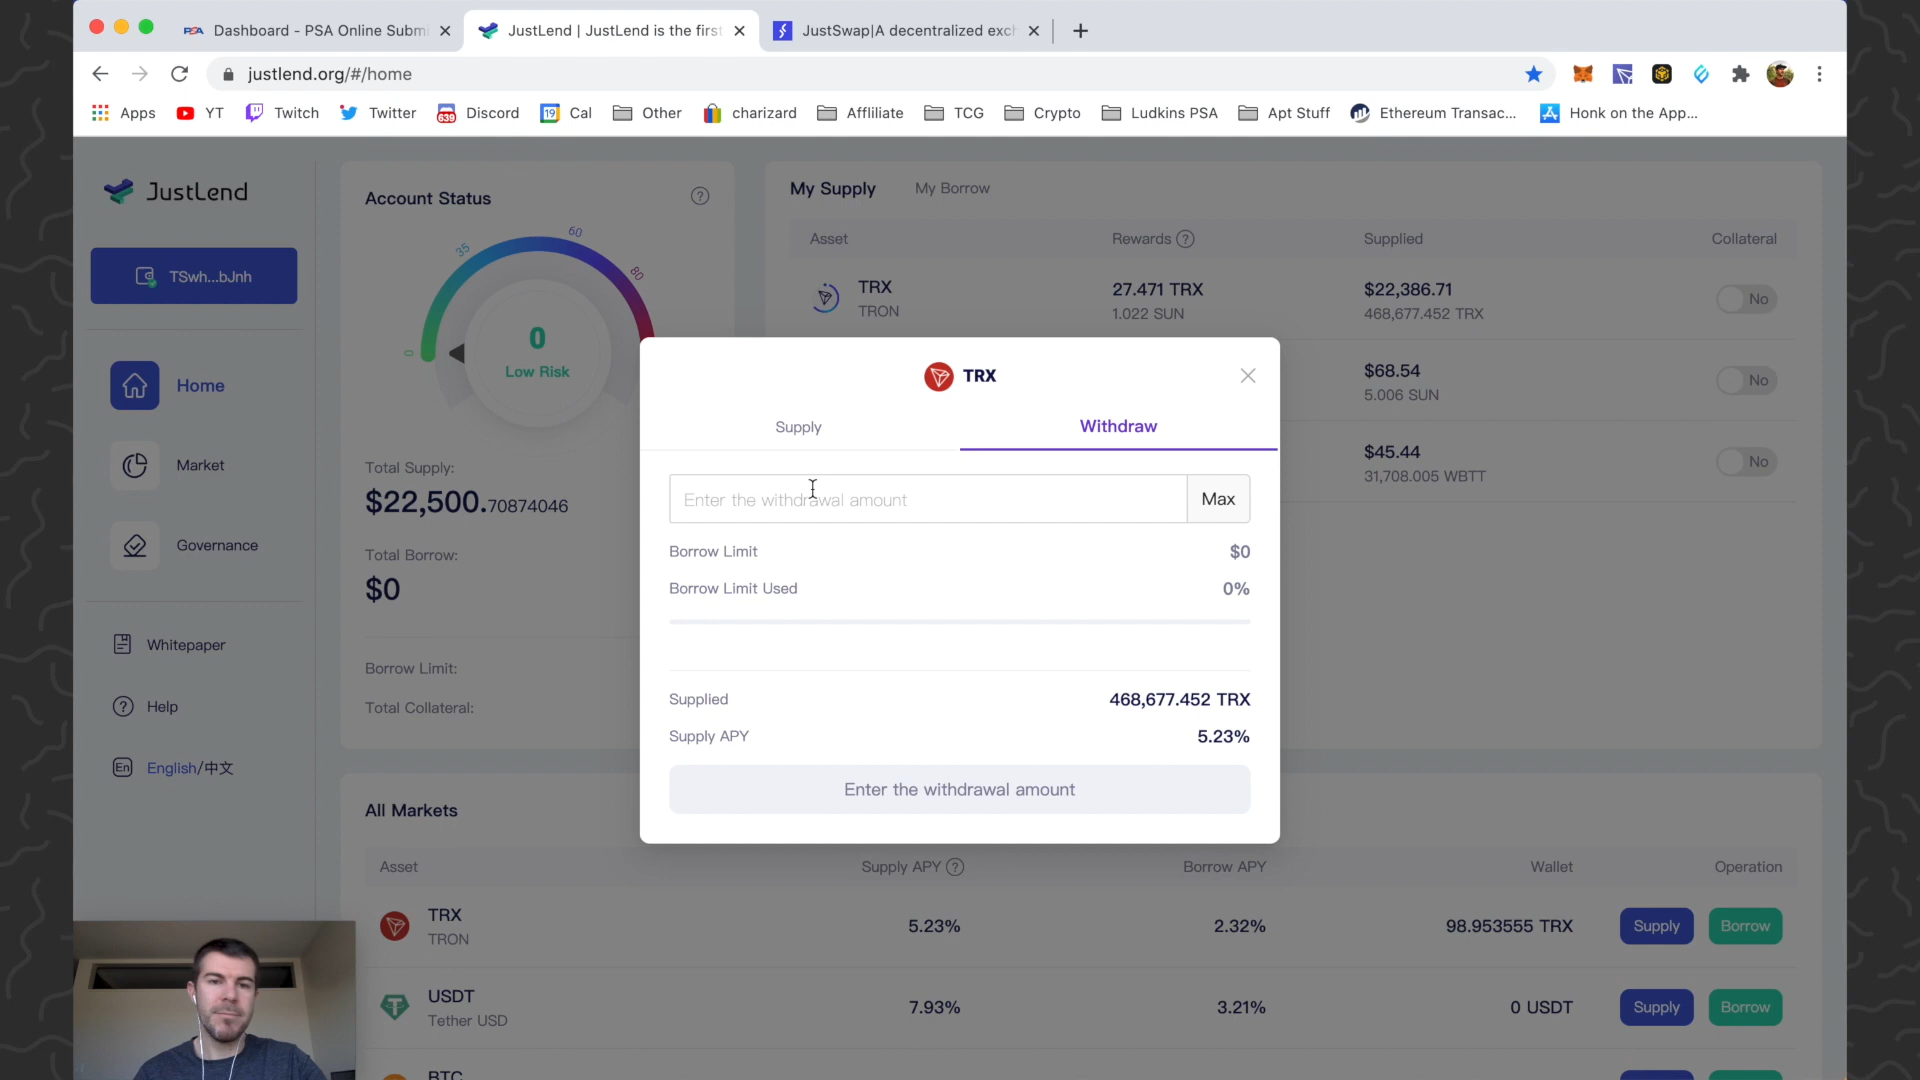 Dashboard - PSA Online Submi
JustLend | JustLend is the first
JustSwap|A decentralized exch
justlend.org/#/home
Apps
YT
Twitch
Twitter
639
Discord
19
Cal
Other
charizard
Affliliate
TCG
Crypto
Ludkins PSA
Apt Stuff
Ethereum Transac...
Honk on the App...
JustLend
TSwh...bJnh
Home
Market
Governance
Whitepaper
Help
En
English/中文
Account Status
0
35
60
80
0
Low Risk
Total Supply:
$22,500.70874046
Total Borrow:
$0
Borrow Limit:
Total Collateral:
My Supply
My Borrow
Asset
Rewards
Supplied
Collateral
TRX
TRON
27.471 TRX
1.022 SUN
$22,386.71
468,677.452 TRX
No
$68.54
5.006 SUN
No
$45.44
31,708.005 WBTT
No
TRX
Supply
Withdraw
Enter the withdrawal amount
Max
Borrow Limit
$0
Borrow Limit Used
0%
Supplied
468,677.452 TRX
Supply APY
5.23%
Enter the withdrawal amount
All Markets
Asset
Supply APY
Borrow APY
Wallet
Operation
TRX
TRON
5.23%
2.32%
98.953555 TRX
Supply
Borrow
USDT
Tether USD
7.93%
3.21%
0 USDT
Supply
Borrow
BTC